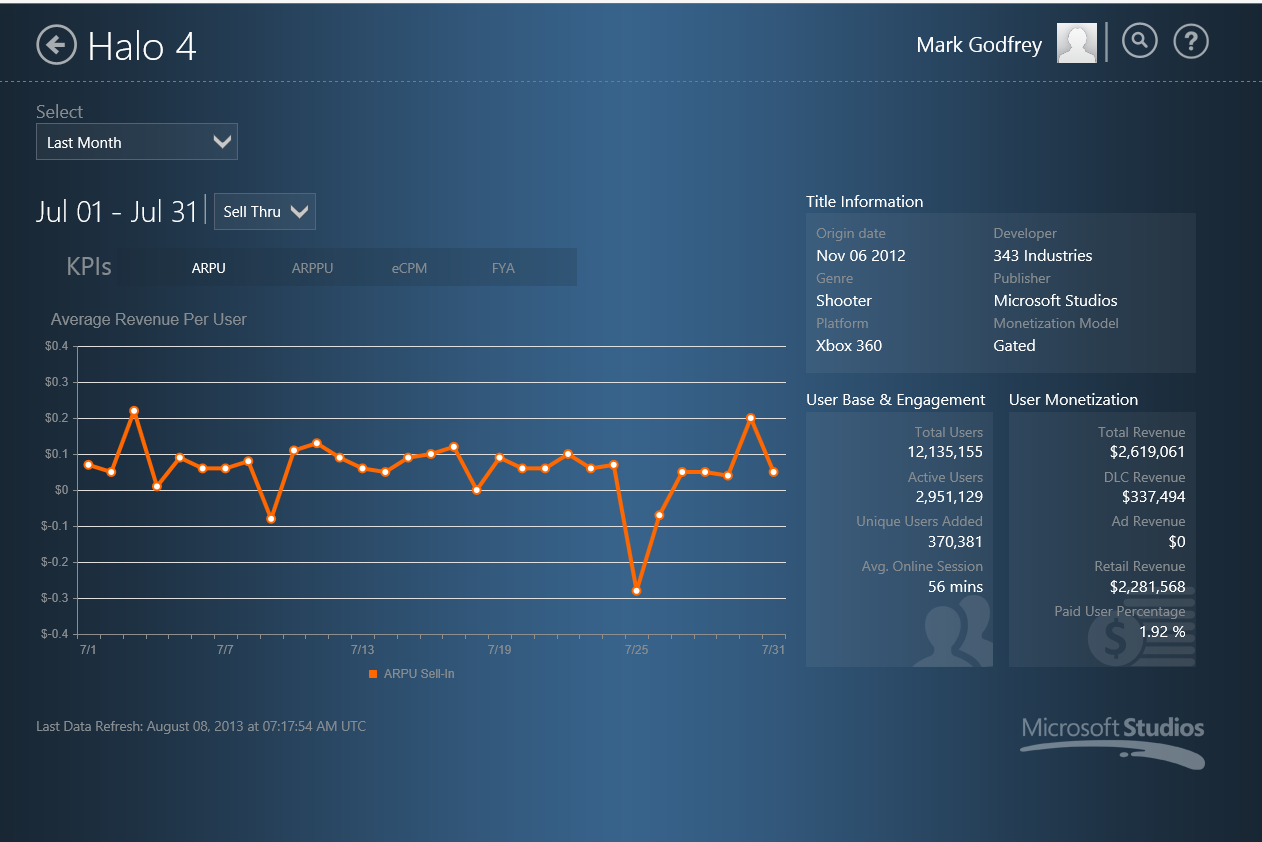 Halo 4
Mark Godfrey
?
Select
Last Month
Jul 01 - Jul 31
Sell Thru
KPIs ARPU ARPPU eCPM FYA
Average Revenue Per User
$0.4
$0.3
$0.2
$0.1
$0
$-0.1
$-0.2
$-0.3
$-0.4
7/1 7/7 7/13 7/19 7/25 7/31
ARPU Sell-In
Last Data Refresh: August 08, 2013 at 07:17:54 AM UTC
Title Information
Origin date
Nov 06 2012
Genre
Shooter
Platform
Xbox 360
Developer
343 Industries
Publisher
Microsoft Studios
Monetization Model
Gated
User Base & Engagement
Total Users
12,135,155
Active Users
2,951,129
Unique Users Added
370,381
Avg. Online Session
56 mins
User Monetization
Total Revenue
$2,619,061
DLC Revenue
$337,494
Ad Revenue
$0
Retail Revenue
$2,281,568
Paid User Percentage
1.92 %
$
Microsoft Studios